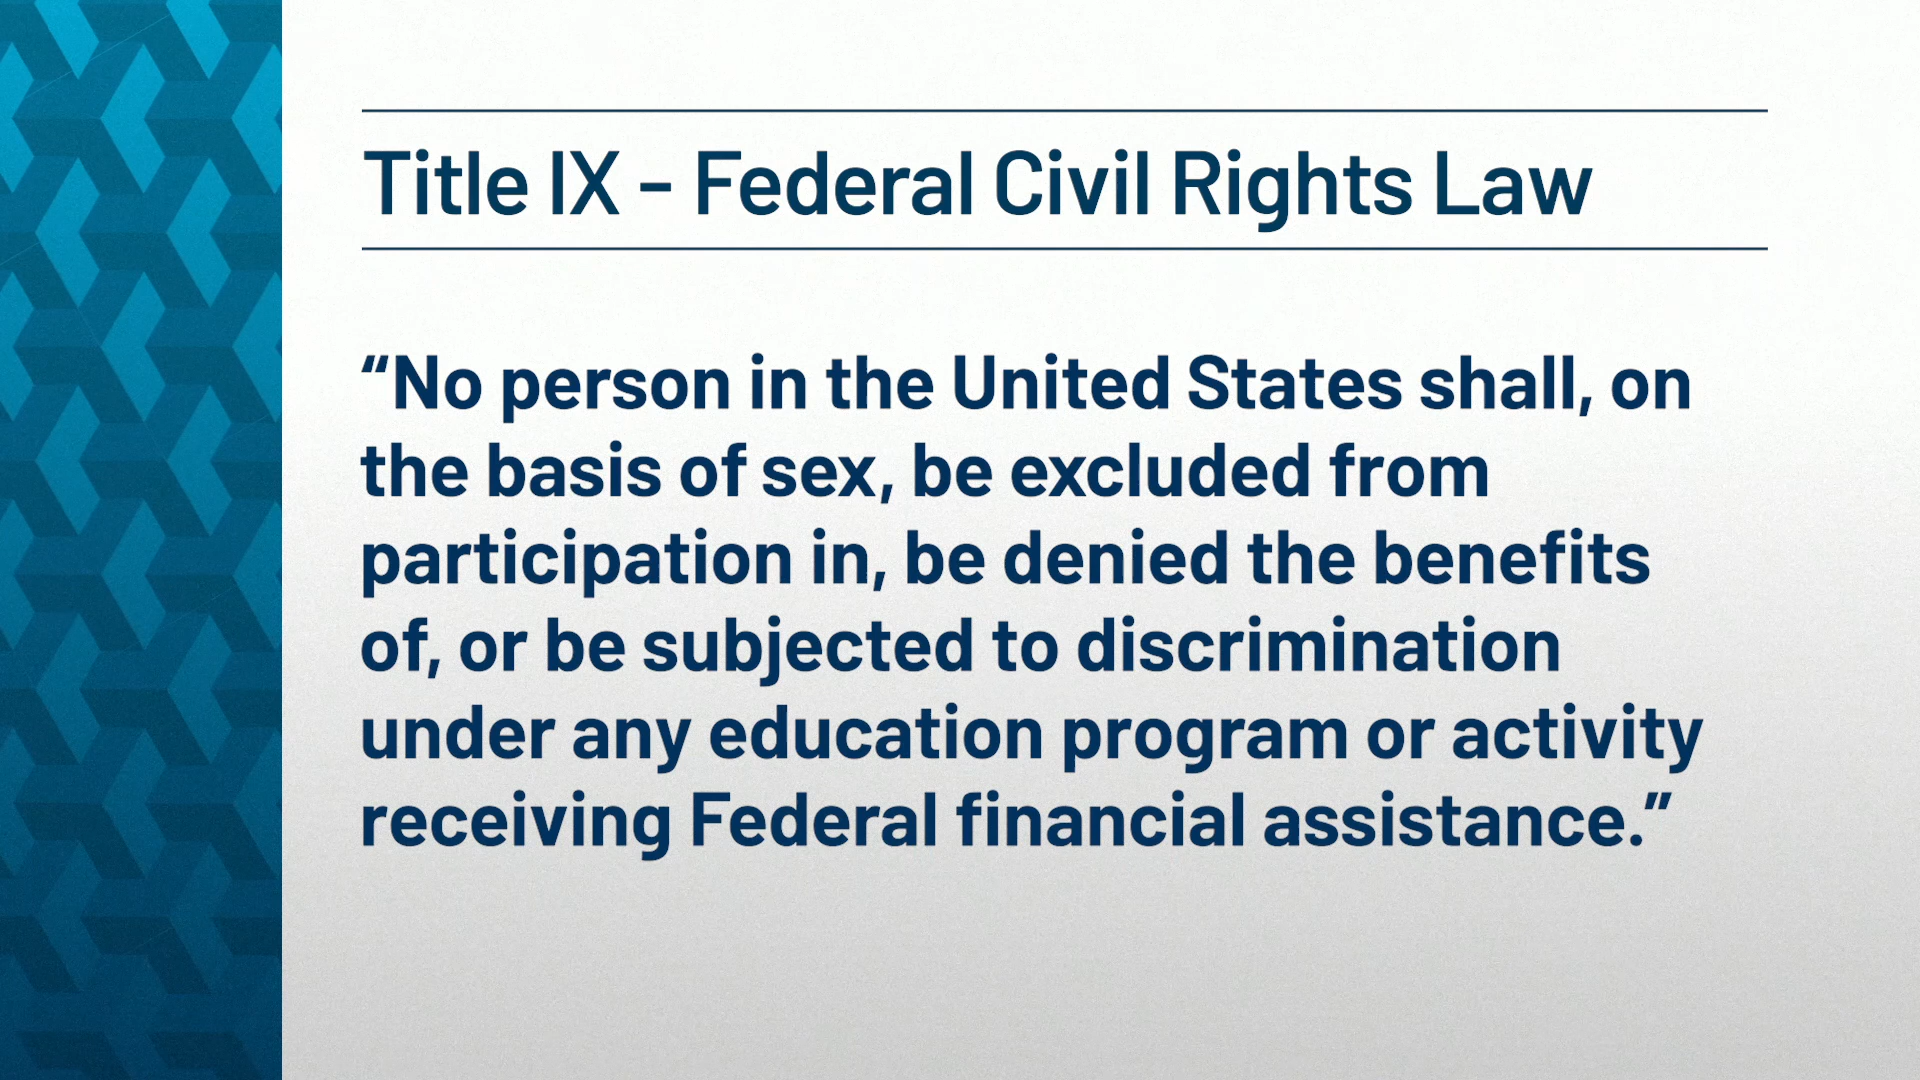 Title IX – Federal Civil Rights Law
“No person in the United States shall, on
the basis of sex, be excluded from
participation in, be denied the benefits
of, or be subjected to discrimination
under any education program or activity
receiving Federal financial assistance.”